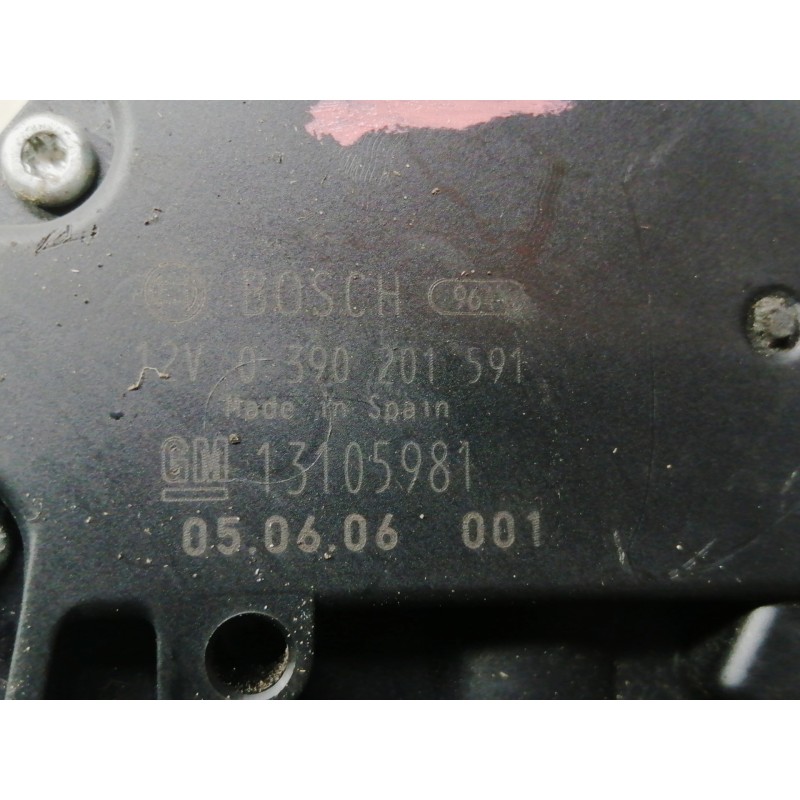 BOSCH
12V 0 390 201 591
Made in Spain
GM 13105981
05.06.06 001